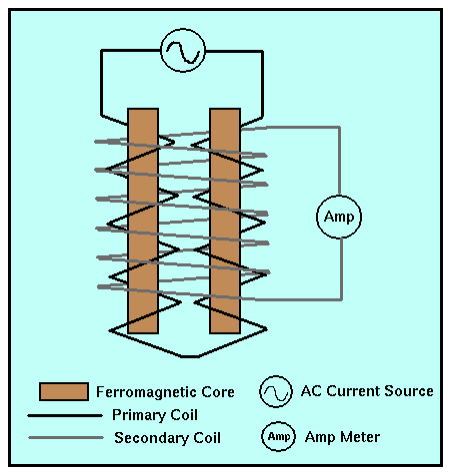 Amp
Ferromagnetic Core
AC Current Source
Primary Coil
Secondary Coil
Amp
Amp Meter